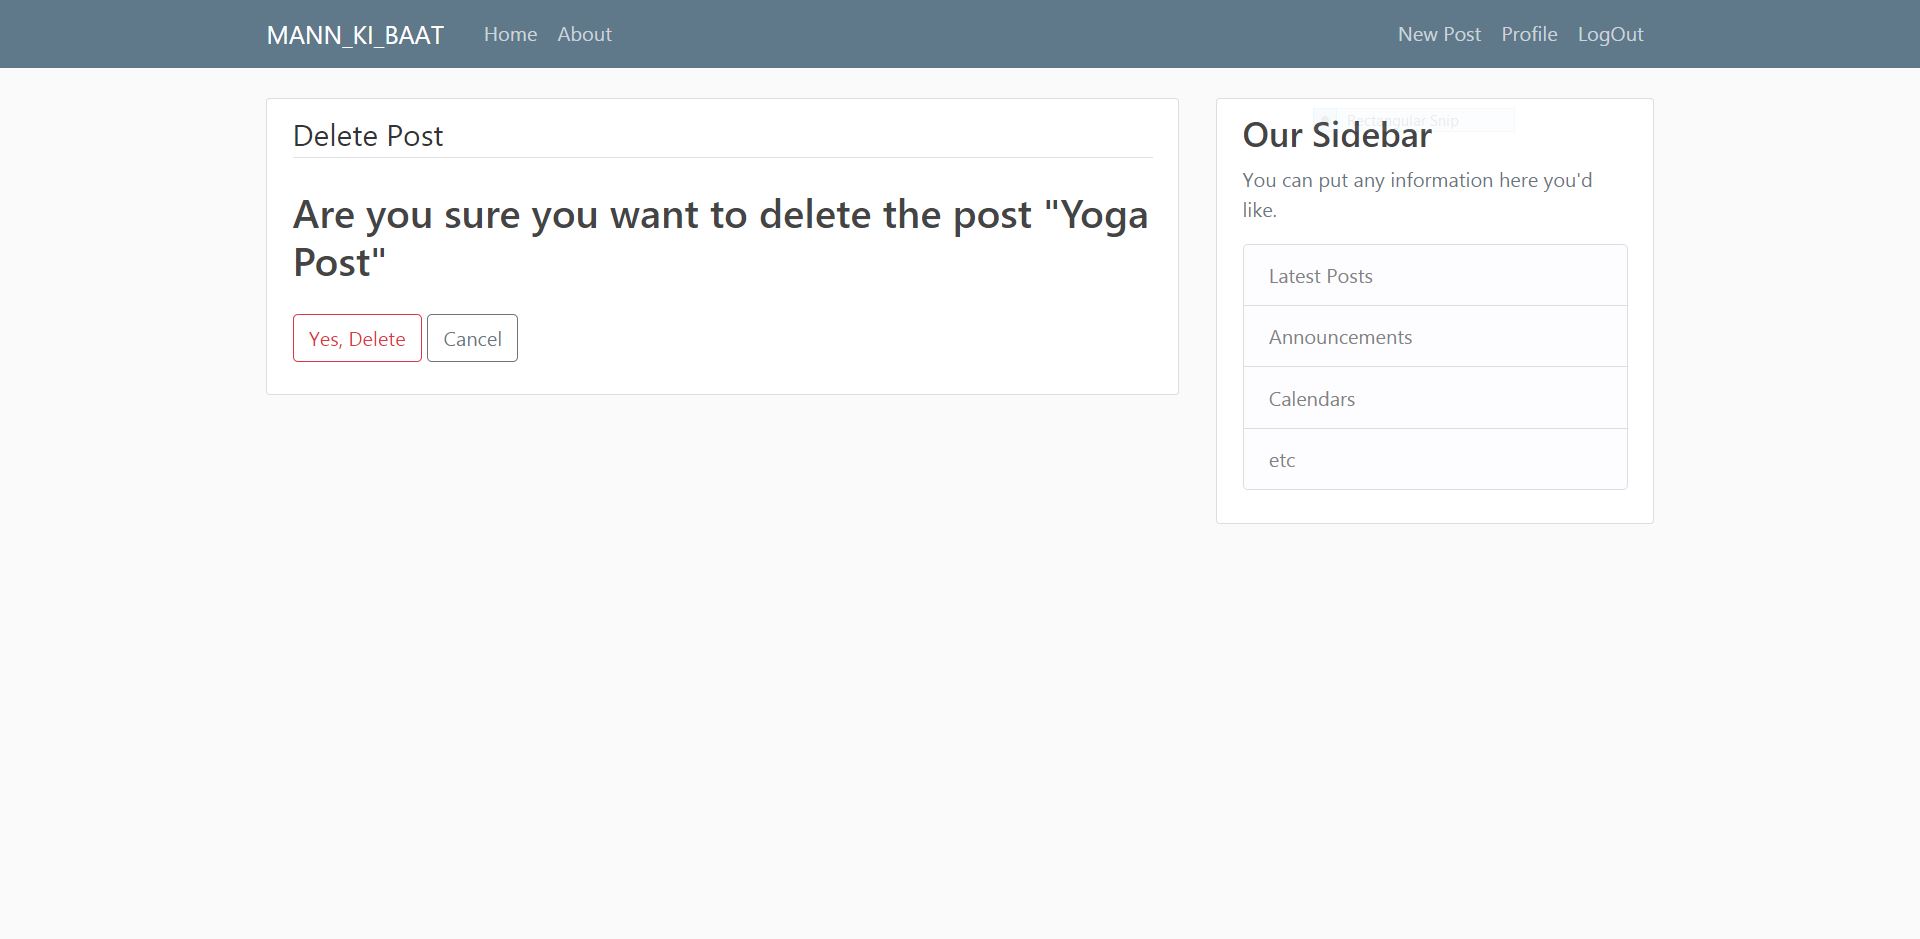 MANN_KI_BAAT Home About New Post Profile LogOut
Delete Post
Are you sure you want to delete the post "Yoga
Post"
Yes, Delete Cancel
Rectangular Snip
Our Sidebar
You can put any information here you'd
like.
Latest Posts
Announcements
Calendars
etc